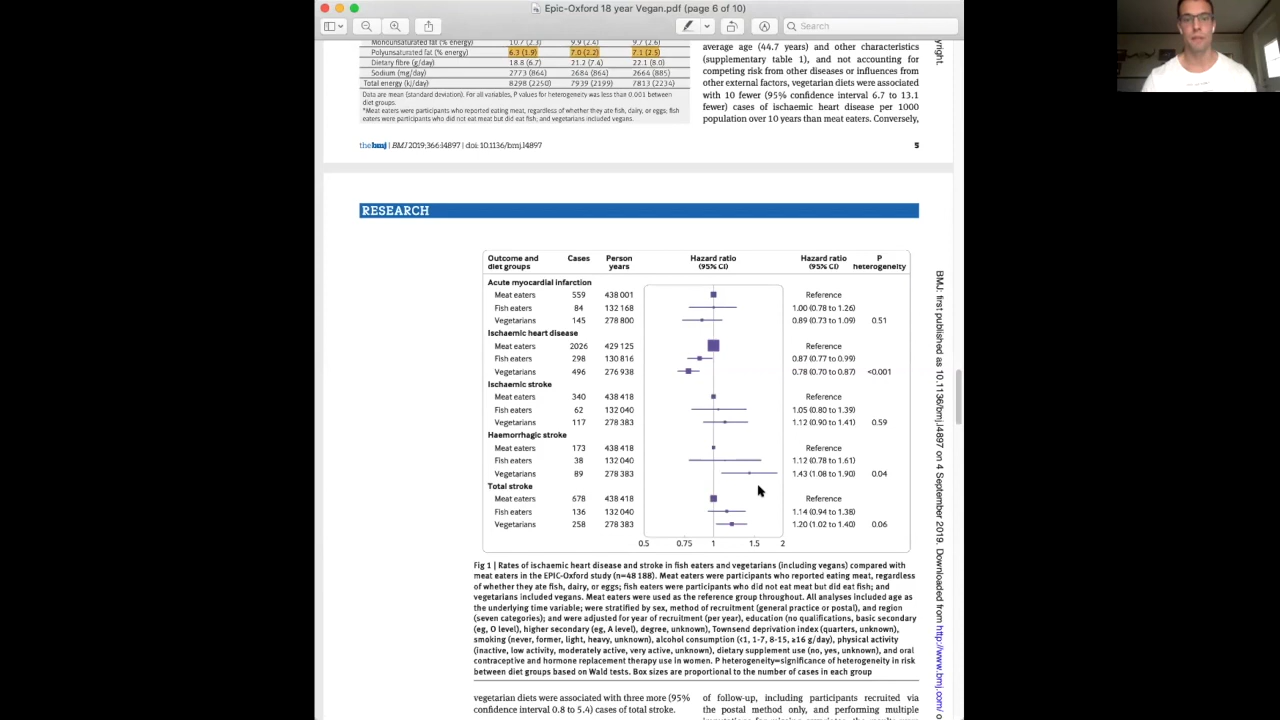 Epic-Oxford 18 year Vegan.pdf (page 6 of 10)
Search
Monounsaturated fat (% energy) 10.7 (2.3) 9.9 (2.4) 9.7 (2.6)
Polyunsaturated fat (% energy) 6.3 (1.9) 7.0 (2.2) 7.1 (2.5)
Dietary fibre (g/day) 18.8 (6.7) 21.2 (7.4) 22.1 (8.0)
Sodium (mg/day) 2773 (864) 2684 (864) 2664 (885)
Total energy (kJ/day) 8298 (2250) 7939 (2199) 7813 (2234)
Data are mean (standard deviation). For all variables, P values for heterogeneity was less than 0.001 between
diet groups.
*Meat eaters were participants who reported eating meat, regardless of whether they ate fish, dairy, or eggs; fish
eaters were participants who did not eat meat but did eat fish; and vegetarians included vegans.
average age (44.7 years) and other characteristics
(supplementary table 1), and not accounting for
competing risk from other diseases or influences from
other external factors, vegetarian diets were associated
with 10 fewer (95% confidence interval 6.7 to 13.1
fewer) cases of ischaemic heart disease per 1000
population over 10 years than meat eaters. Conversely,
the bmj | BMJ 2019;366:l4897 | doi: 10.1136/bmj.l4897
5
RESEARCH
Outcome and diet groups Cases Person years Hazard ratio (95% CI) Hazard ratio (95% CI) P heterogeneity
Acute myocardial infarction
Meat eaters 559 438 001 Reference
Fish eaters 84 132 168 1.00 (0.78 to 1.26)
Vegetarians 145 278 800 0.89 (0.73 to 1.09) 0.51
Ischaemic heart disease
Meat eaters 2026 429 125 Reference
Fish eaters 298 130 816 0.87 (0.77 to 0.99)
Vegetarians 496 276 938 0.78 (0.70 to 0.87) <0.001
Ischaemic stroke
Meat eaters 340 438 418 Reference
Fish eaters 62 132 040 1.05 (0.80 to 1.39)
Vegetarians 117 278 383 1.12 (0.90 to 1.41) 0.59
Haemorrhagic stroke
Meat eaters 173 438 418 Reference
Fish eaters 38 132 040 1.12 (0.78 to 1.61)
Vegetarians 89 278 383 1.43 (1.08 to 1.90) 0.04
Total stroke
Meat eaters 678 438 418 Reference
Fish eaters 136 132 040 1.14 (0.94 to 1.38)
Vegetarians 258 278 383 1.20 (1.02 to 1.40) 0.06
0.5 0.75 1 1.5 2
Fig 1 | Rates of ischaemic heart disease and stroke in fish eaters and vegetarians (including vegans) compared with
meat eaters in the EPIC-Oxford study (n=48 188). Meat eaters were participants who reported eating meat, regardless
of whether they ate fish, dairy, or eggs; fish eaters were participants who did not eat meat but did eat fish; and
vegetarians included vegans. Meat eaters were used as the reference group throughout. All analyses included age as
the underlying time variable; were stratified by sex, method of recruitment (general practice or postal), and region
(seven categories); and were adjusted for year of recruitment (per year), education (no qualifications, basic secondary
(eg, O level), higher secondary (eg, A level), degree, unknown), Townsend deprivation index (quarters, unknown),
smoking (never, former, light, heavy, unknown), alcohol consumption (<1, 1-7, 8-15, ≥16 g/day), physical activity
(inactive, low activity, moderately active, very active, unknown), dietary supplement use (no, yes, unknown), and oral
contraceptive and hormone replacement therapy use in women. P heterogeneity=significance of heterogeneity in risk
between diet groups based on Wald tests. Box sizes are proportional to the number of cases in each group
vegetarian diets were associated with three more (95%
confidence interval 0.8 to 5.4) cases of total stroke.
of follow-up, including participants recruited via
the postal method only, and performing multiple
yright.
BMJ: first published as 10.1136/bmj.l4897 on 4 September 2019. Downloaded from http://www.bmj.com/ o